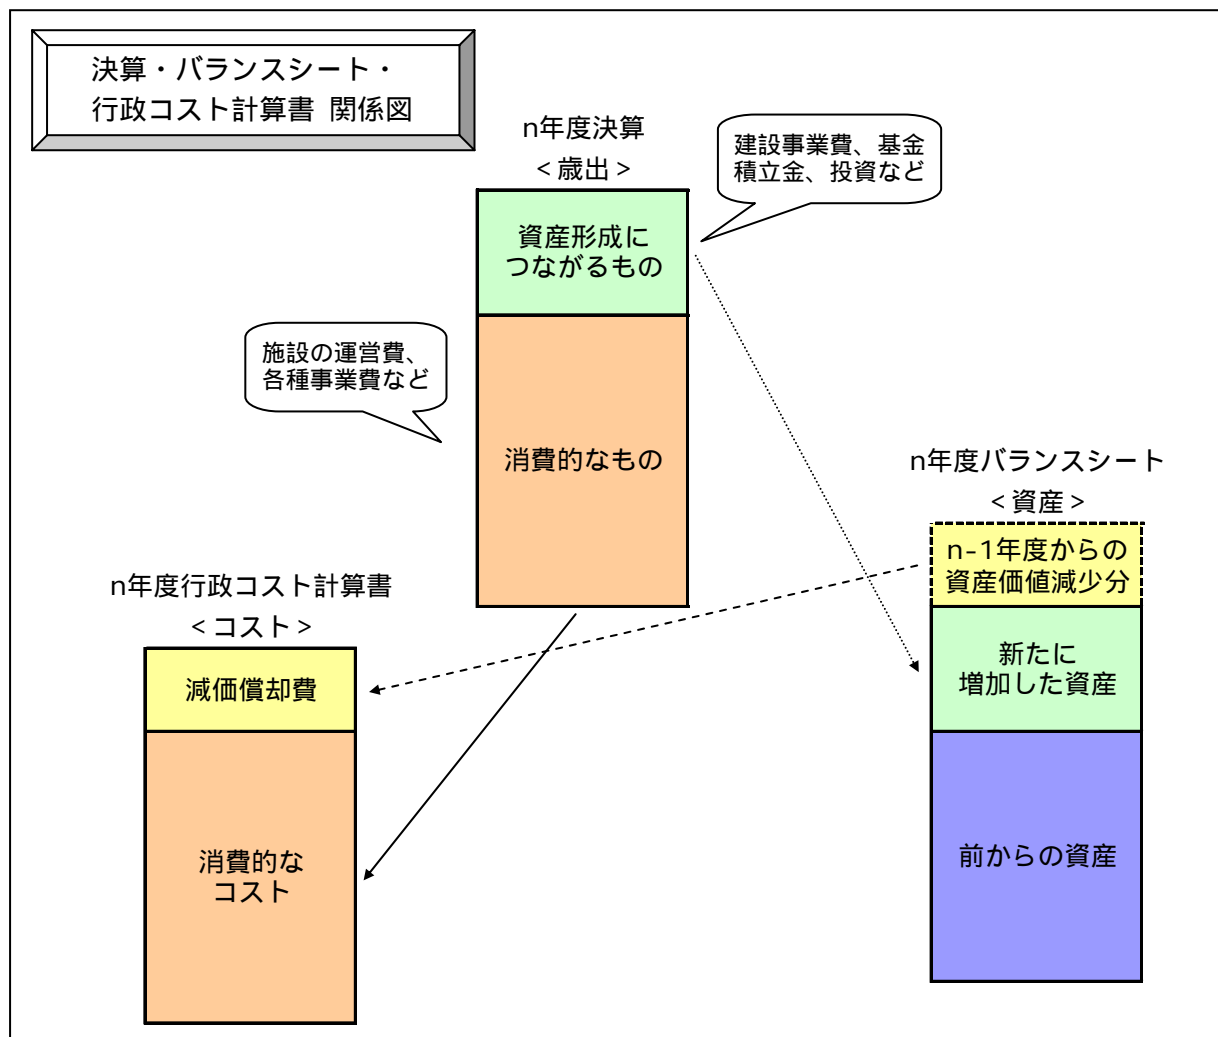 決算・バランスシート・
行政コスト計算書 関係図
n年度決算
<歳出>
建設事業費、基金
積立金、投資など
資産形成に
つながるもの
施設の運営費、
各種事業費など
消費的なもの
n年度バランスシート
<資産>
n-1年度からの
資産価値減少分
新たに
増加した資産
前からの資産
n年度行政コスト計算書
<コスト>
減価償却費
消費的な
コスト